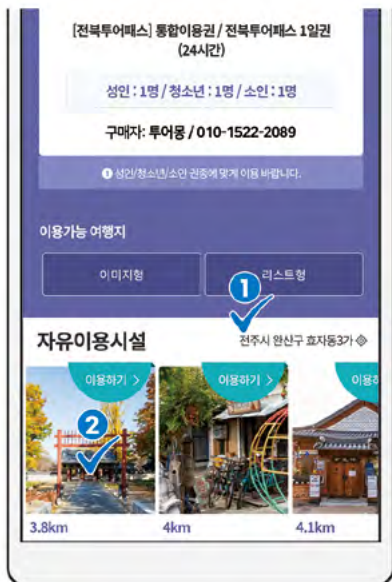 [전북투어패스] 통합이용권 / 전북투어패스 1일권
(24시간)
성인 : 1명 / 청소년 : 1명 / 소인 : 1명
구매자: 투어몽 / 010-1522-2089
성인/청소년/소인 권종에 맞게 이용 바랍니다.
이용가능 여행지
이미지형
리스트형
1
자유이용시설
전주시 완산구 효자동3가
이용하기 >
이용하기 >
이용하
2
3.8km
4km
4.1km